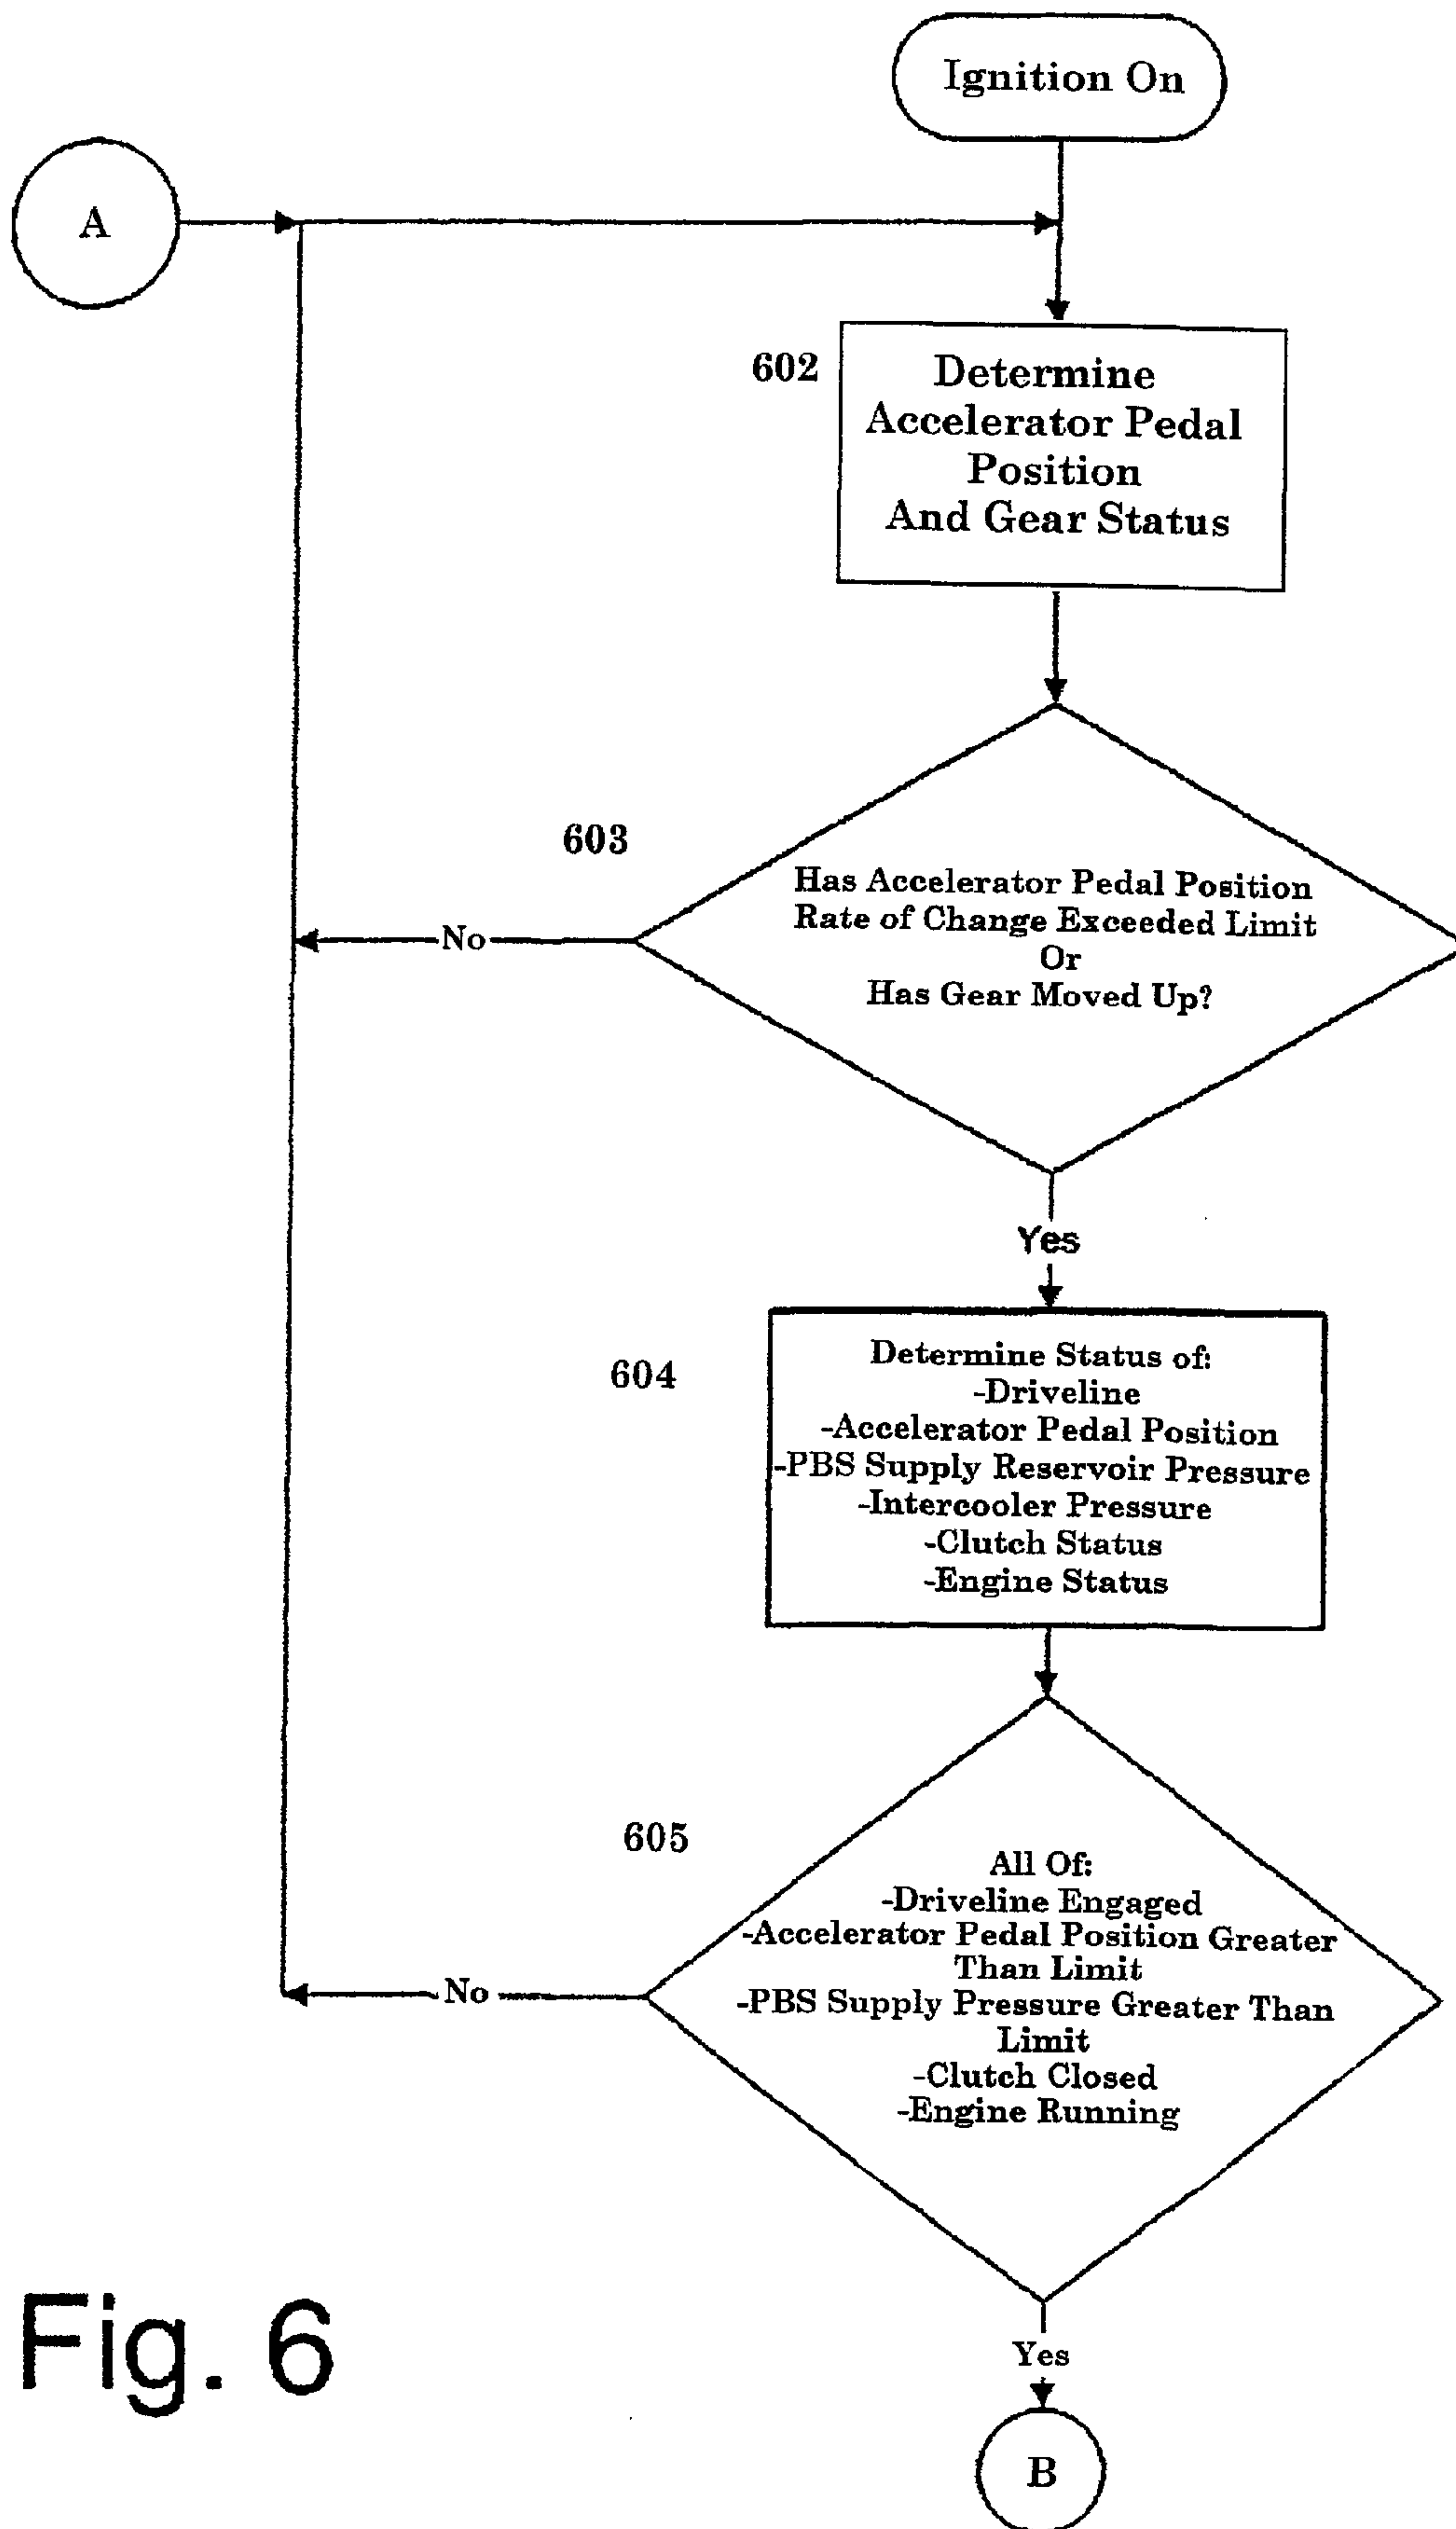 Ignition On
A
602
Determine
Accelerator Pedal
Position
And Gear Status
603
Has Accelerator Pedal Position
Rate of Change Exceeded Limit
Or
Has Gear Moved Up?
No
Yes
604
Determine Status of:
-Driveline
-Accelerator Pedal Position
-PBS Supply Reservoir Pressure
-Intercooler Pressure
-Clutch Status
-Engine Status
605
All Of:
-Driveline Engaged
-Accelerator Pedal Position Greater
Than Limit
-PBS Supply Pressure Greater Than
Limit
-Clutch Closed
-Engine Running
No
Yes
B
Fig. 6